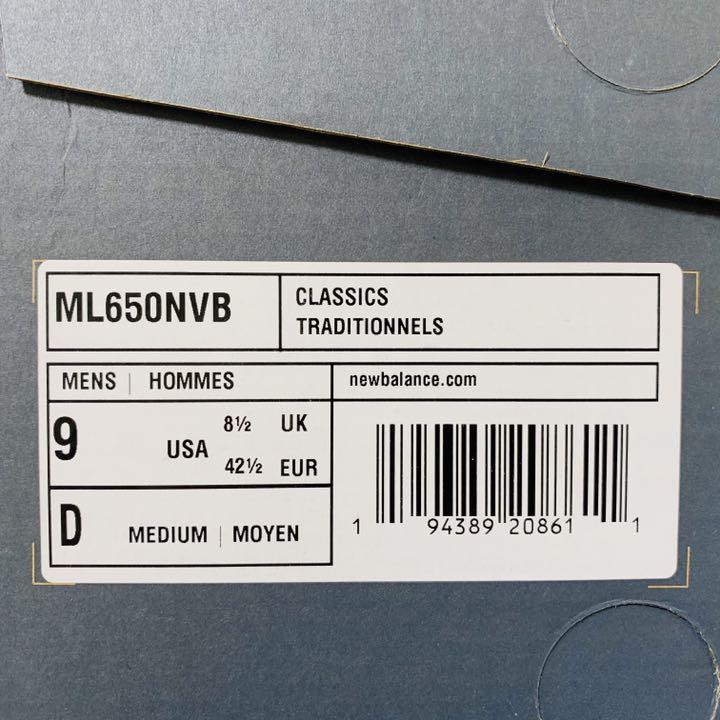 ML650NVB
CLASSICS
TRADITIONNELS
MENS | HOMMES
newbalance.com
9 USA 8½ UK
42½ EUR
D MEDIUM | MOYEN
1 94389 20861 1